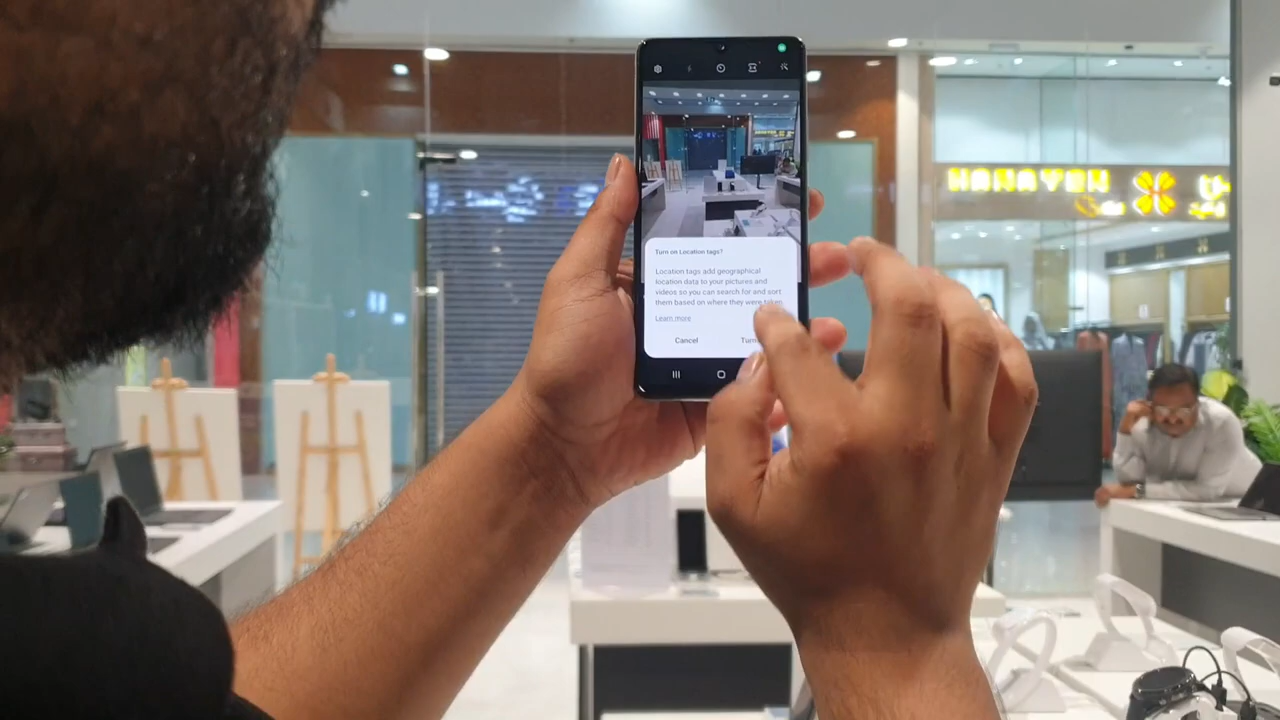 Turn on Location tags?
Location tags add geographical
location data to your pictures and
videos so you can search for and sort
them based on where they were taken.
Learn more
Cancel
Turn
HANAYEN